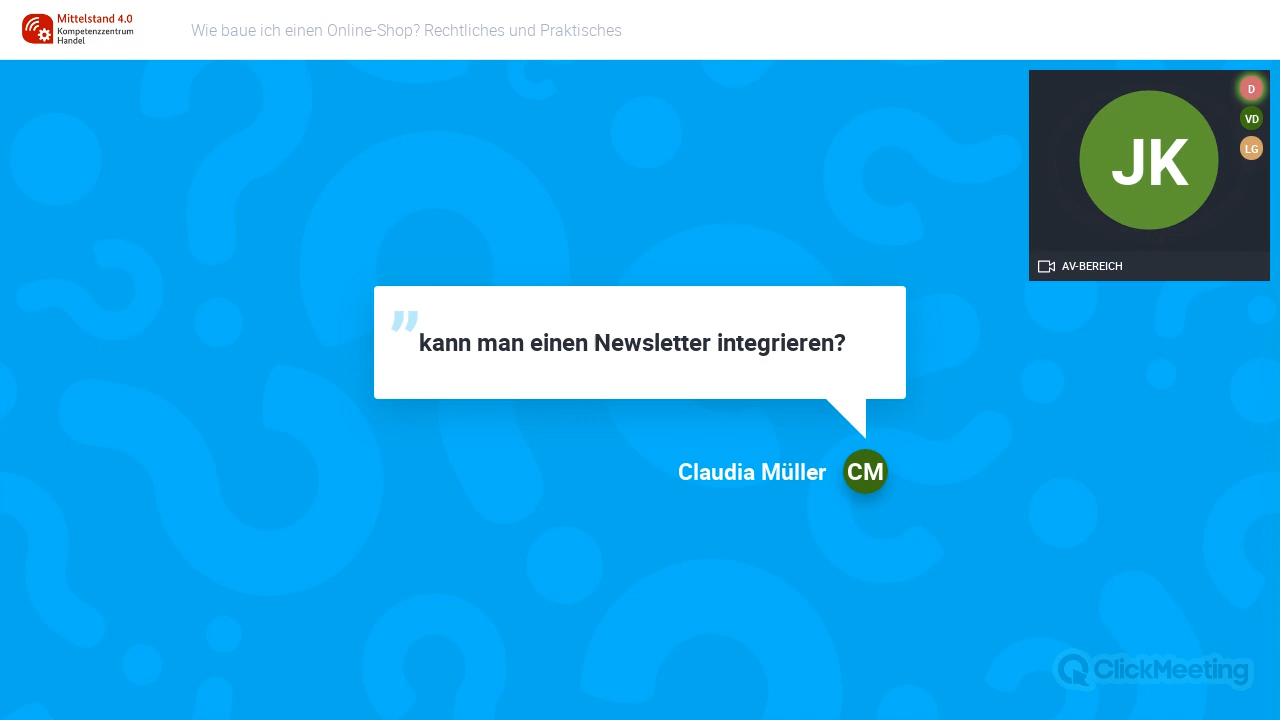 Mittelstand 4.0
Kompetenzzentrum
Handel
Wie baue ich einen Online-Shop? Rechtliches und Praktisches
D
VD
LG
JK
AV-BEREICH
” kann man einen Newsletter integrieren?
Claudia Müller CM
ClickMeeting